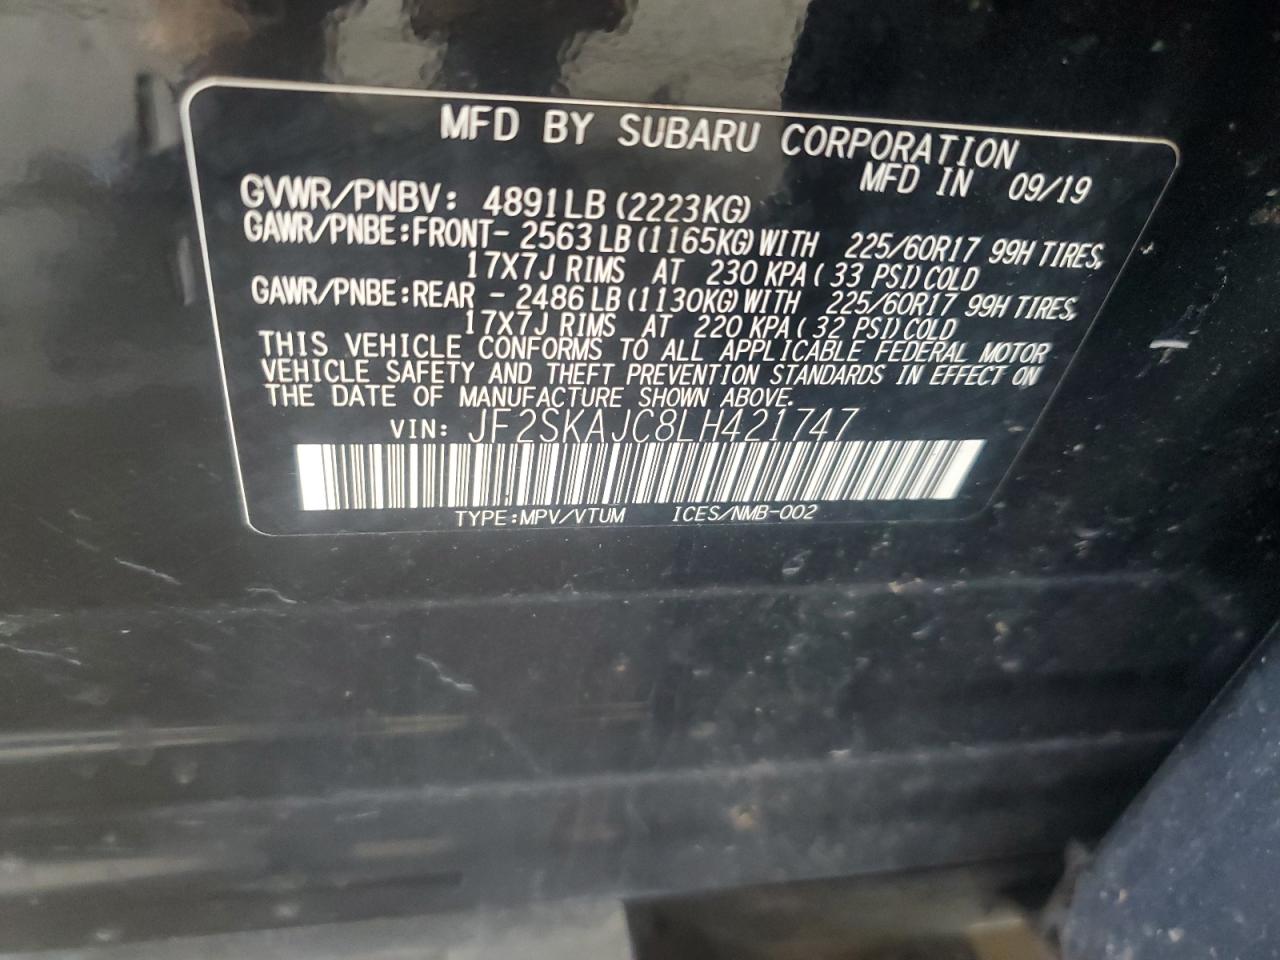 MFD BY SUBARU CORPORATION
MFD IN 09/19
GVWR/PNBV: 4891LB (2223KG)
GAWR/PNBE:FRONT- 2563 LB (1165KG) WITH 225/60R17 99H TIRES,
17X7J RIMS AT 230 KPA ( 33 PSI) COLD
GAWR/PNBE:REAR - 2486 LB (1130KG) WITH 225/60R17 99H TIRES,
17X7J RIMS AT 220 KPA ( 32 PSI) COLD
THIS VEHICLE CONFORMS TO ALL APPLICABLE FEDERAL MOTOR
VEHICLE SAFETY AND THEFT PREVENTION STANDARDS IN EFFECT ON
THE DATE OF MANUFACTURE SHOWN ABOVE.
VIN: JF2SKAJC8LH421747
TYPE:MPV/VTUM ICES/NMB-002